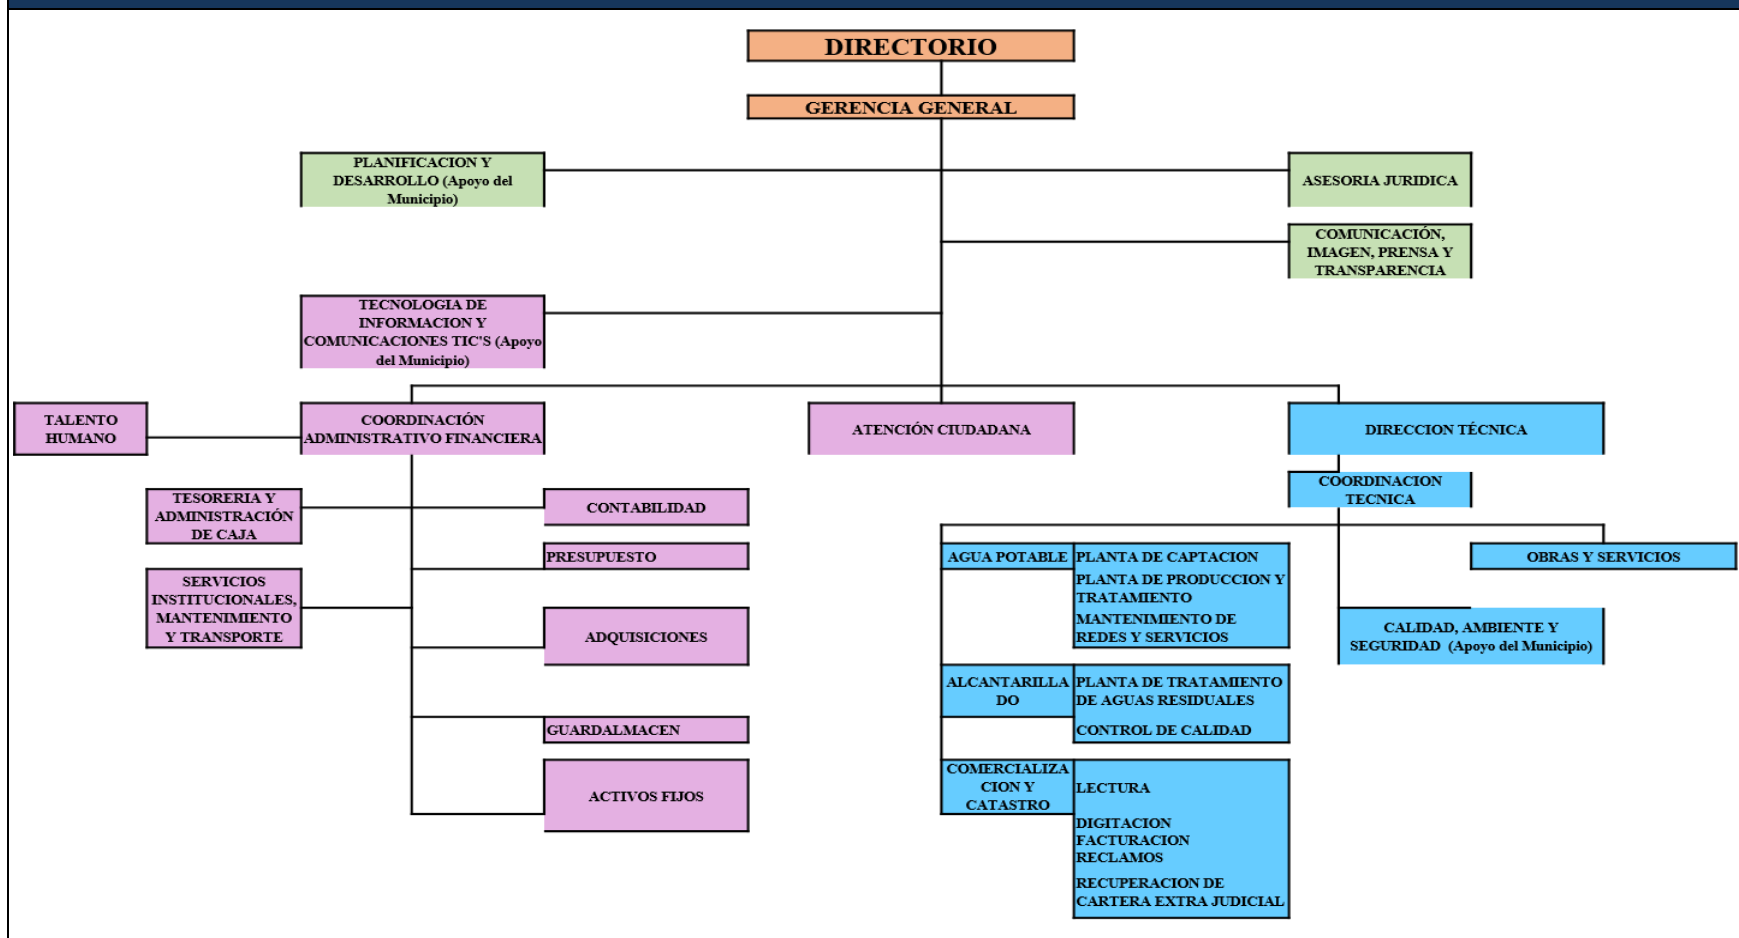 DIRECTORIO
GERENCIA GENERAL
PLANIFICACION Y
DESARROLLO (Apoyo del
Municipio)
ASESORIA JURIDICA
COMUNICACIÓN,
IMAGEN, PRENSA Y
TRANSPARENCIA
TECNOLOGIA DE
INFORMACION Y
COMUNICACIONES TIC'S (Apoyo
del Municipio)
TALENTO
HUMANO
COORDINACIÓN
ADMINISTRATIVO FINANCIERA
ATENCIÓN CIUDADANA
DIRECCION TÉCNICA
COORDINACION
TECNICA
TESORERIA Y
ADMINISTRACIÓN
DE CAJA
CONTABILIDAD
PRESUPUESTO
SERVICIOS
INSTITUCIONALES,
MANTENIMIENTO
Y TRANSPORTE
ADQUISICIONES
GUARDALMACEN
ACTIVOS FIJOS
AGUA POTABLE
PLANTA DE CAPTACION
PLANTA DE PRODUCCION Y
TRATAMIENTO
MANTENIMIENTO DE
REDES Y SERVICIOS
OBRAS Y SERVICIOS
CALIDAD, AMBIENTE Y
SEGURIDAD (Apoyo del Municipio)
ALCANTARILLA
DO
PLANTA DE TRATAMIENTO
DE AGUAS RESIDUALES
CONTROL DE CALIDAD
COMERCIALIZA
CION Y
CATASTRO
LECTURA
DIGITACION
FACTURACION
RECLAMOS
RECUPERACION DE
CARTERA EXTRA JUDICIAL